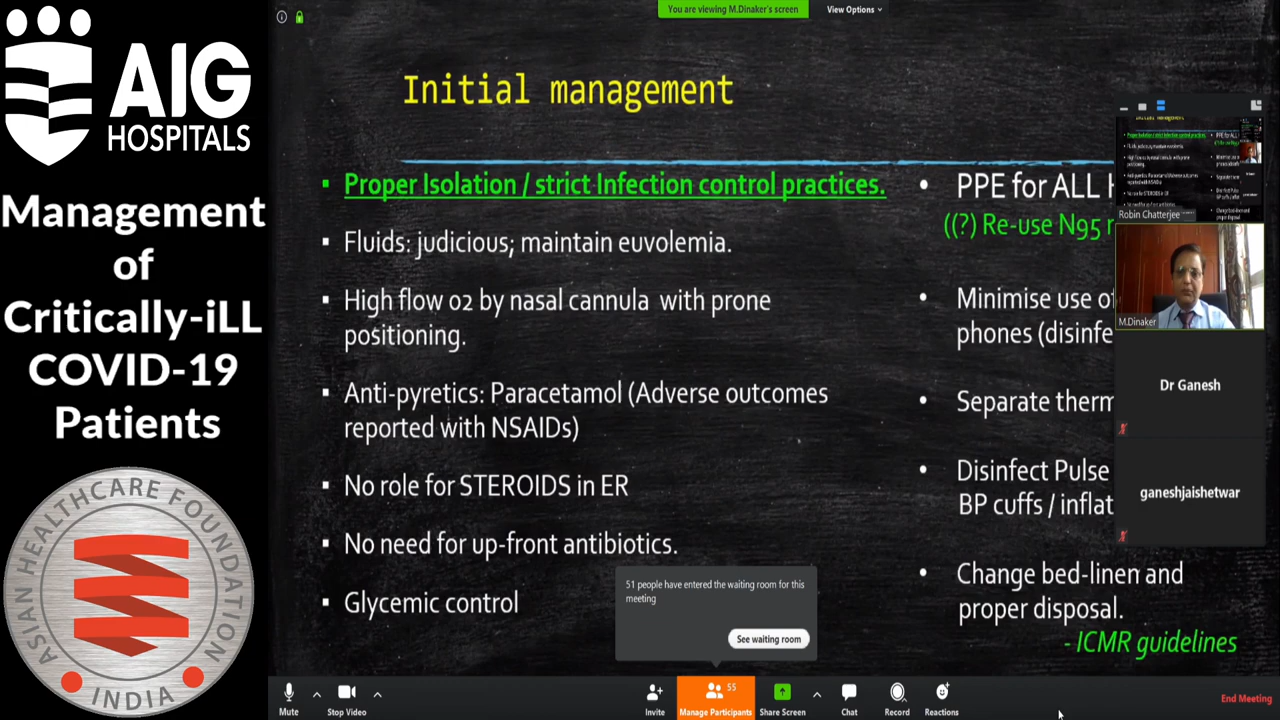 AIG
HOSPITALS
Management
of
Critically-iLL
COVID-19
Patients
ASIAN HEALTHCARE FOUNDATION
INDIA
You are viewing M.Dinaker's screen
View Options
Initial management
▪ Proper Isolation / strict Infection control practices.
▪ Fluids: judicious; maintain euvolemia.
▪ High flow o2 by nasal cannula with prone
positioning.
▪ Anti-pyretics: Paracetamol (Adverse outcomes
reported with NSAIDs)
▪ No role for STEROIDS in ER
▪ No need for up-front antibiotics.
▪ Glycemic control
• PPE for ALL
((?) Re-use N95
• Minimise use of
phones (disinfe
• Separate therm
• Disinfect Pulse
BP cuffs / inflat
• Change bed-linen and
proper disposal.
- ICMR guidelines
Robin Chatterjee
M.Dinaker
Dr Ganesh
ganeshjaishetwar
51 people have entered the waiting room for this
meeting
See waiting room
Mute
Stop Video
Invite
55
Manage Participants
Share Screen
Chat
Record
Reactions
End Meeting